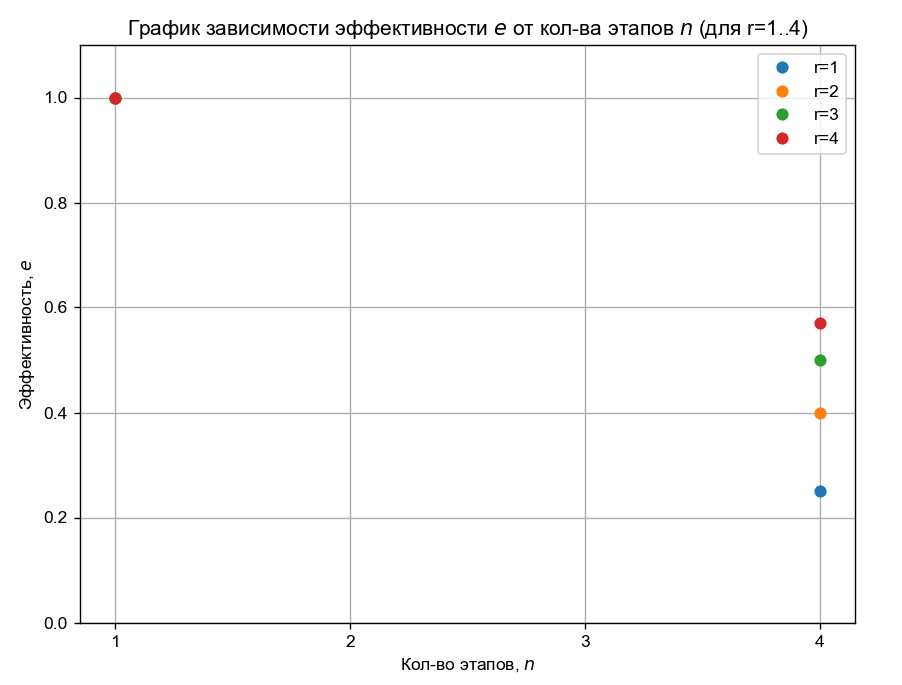 График зависимости эффективности e от кол-ва этапов n (для r=1..4)
r=1
r=2
r=3
r=4
Эффективность, e
1.0
0.8
0.6
0.4
0.2
0.0
1 2 3 4
Кол-во этапов, n